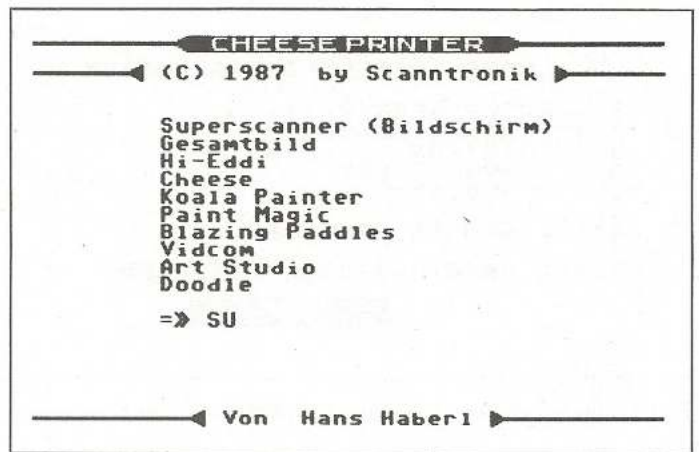 CHEESE PRINTER
(C) 1987 by Scanntronik
Superscanner (Bildschirm)
Gesamtbild
Hi-Eddi
Cheese
Koala Painter
Paint Magic
Blazing Paddles
Vidcom
Art Studio
Doodle
=» SU
Von Hans Haberl